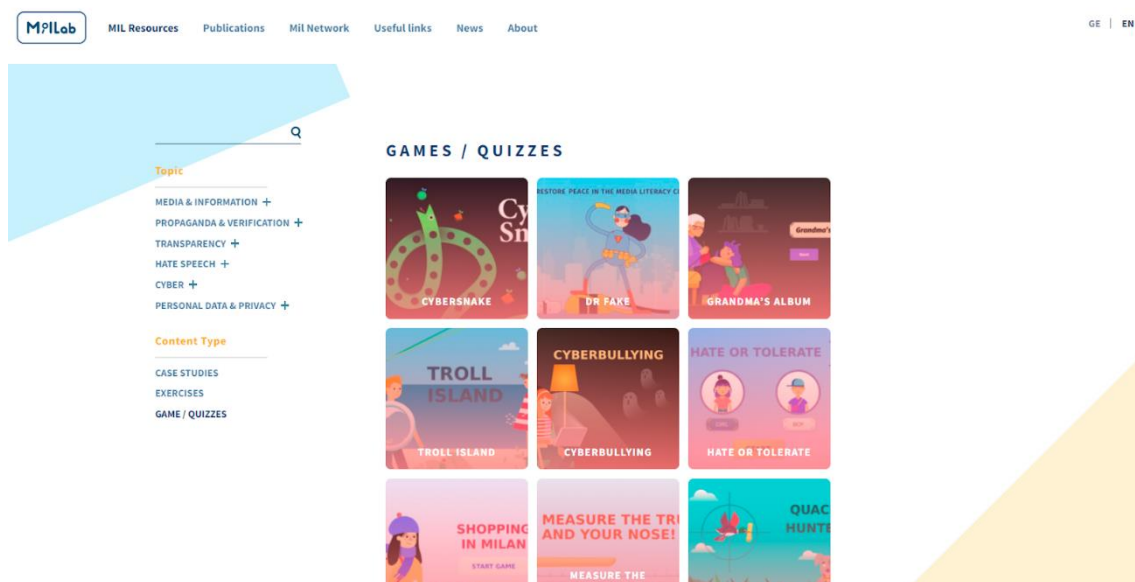 MilLab
MIL Resources
Publications
Mil Network
Useful links
News
About
GE | EN
Topic
MEDIA & INFORMATION +
PROPAGANDA & VERIFICATION +
TRANSPARENCY +
HATE SPEECH +
CYBER +
PERSONAL DATA & PRIVACY +
Content Type
CASE STUDIES
EXERCISES
GAME / QUIZZES
GAMES / QUIZZES
Cy
Sn
CYBERSNAKE
RESTORE PEACE IN THE MEDIA LITERACY C
DR FAKE
Grandma's
GRANDMA'S ALBUM
TROLL
ISLAND
TROLL ISLAND
CYBERBULLYING
CYBERBULLYING
HATE OR TOLERATE
HATE OR TOLERATE
SHOPPING
IN MILAN
START GAME
MEASURE THE TRU
AND YOUR NOSE!
MEASURE THE
QUAC
HUNTE